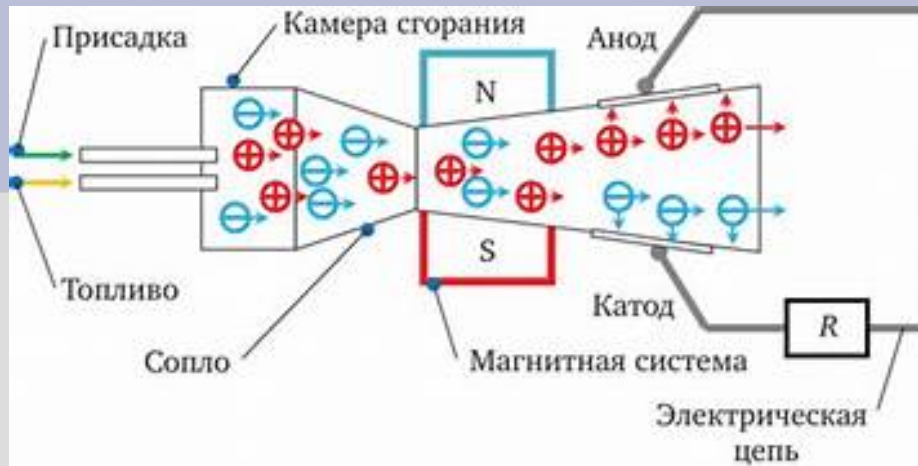 Присадка
Камера сгорания
Анод
N
S
Топливо
Катод
R
Сопло
Магнитная система
Электрическая
цепь